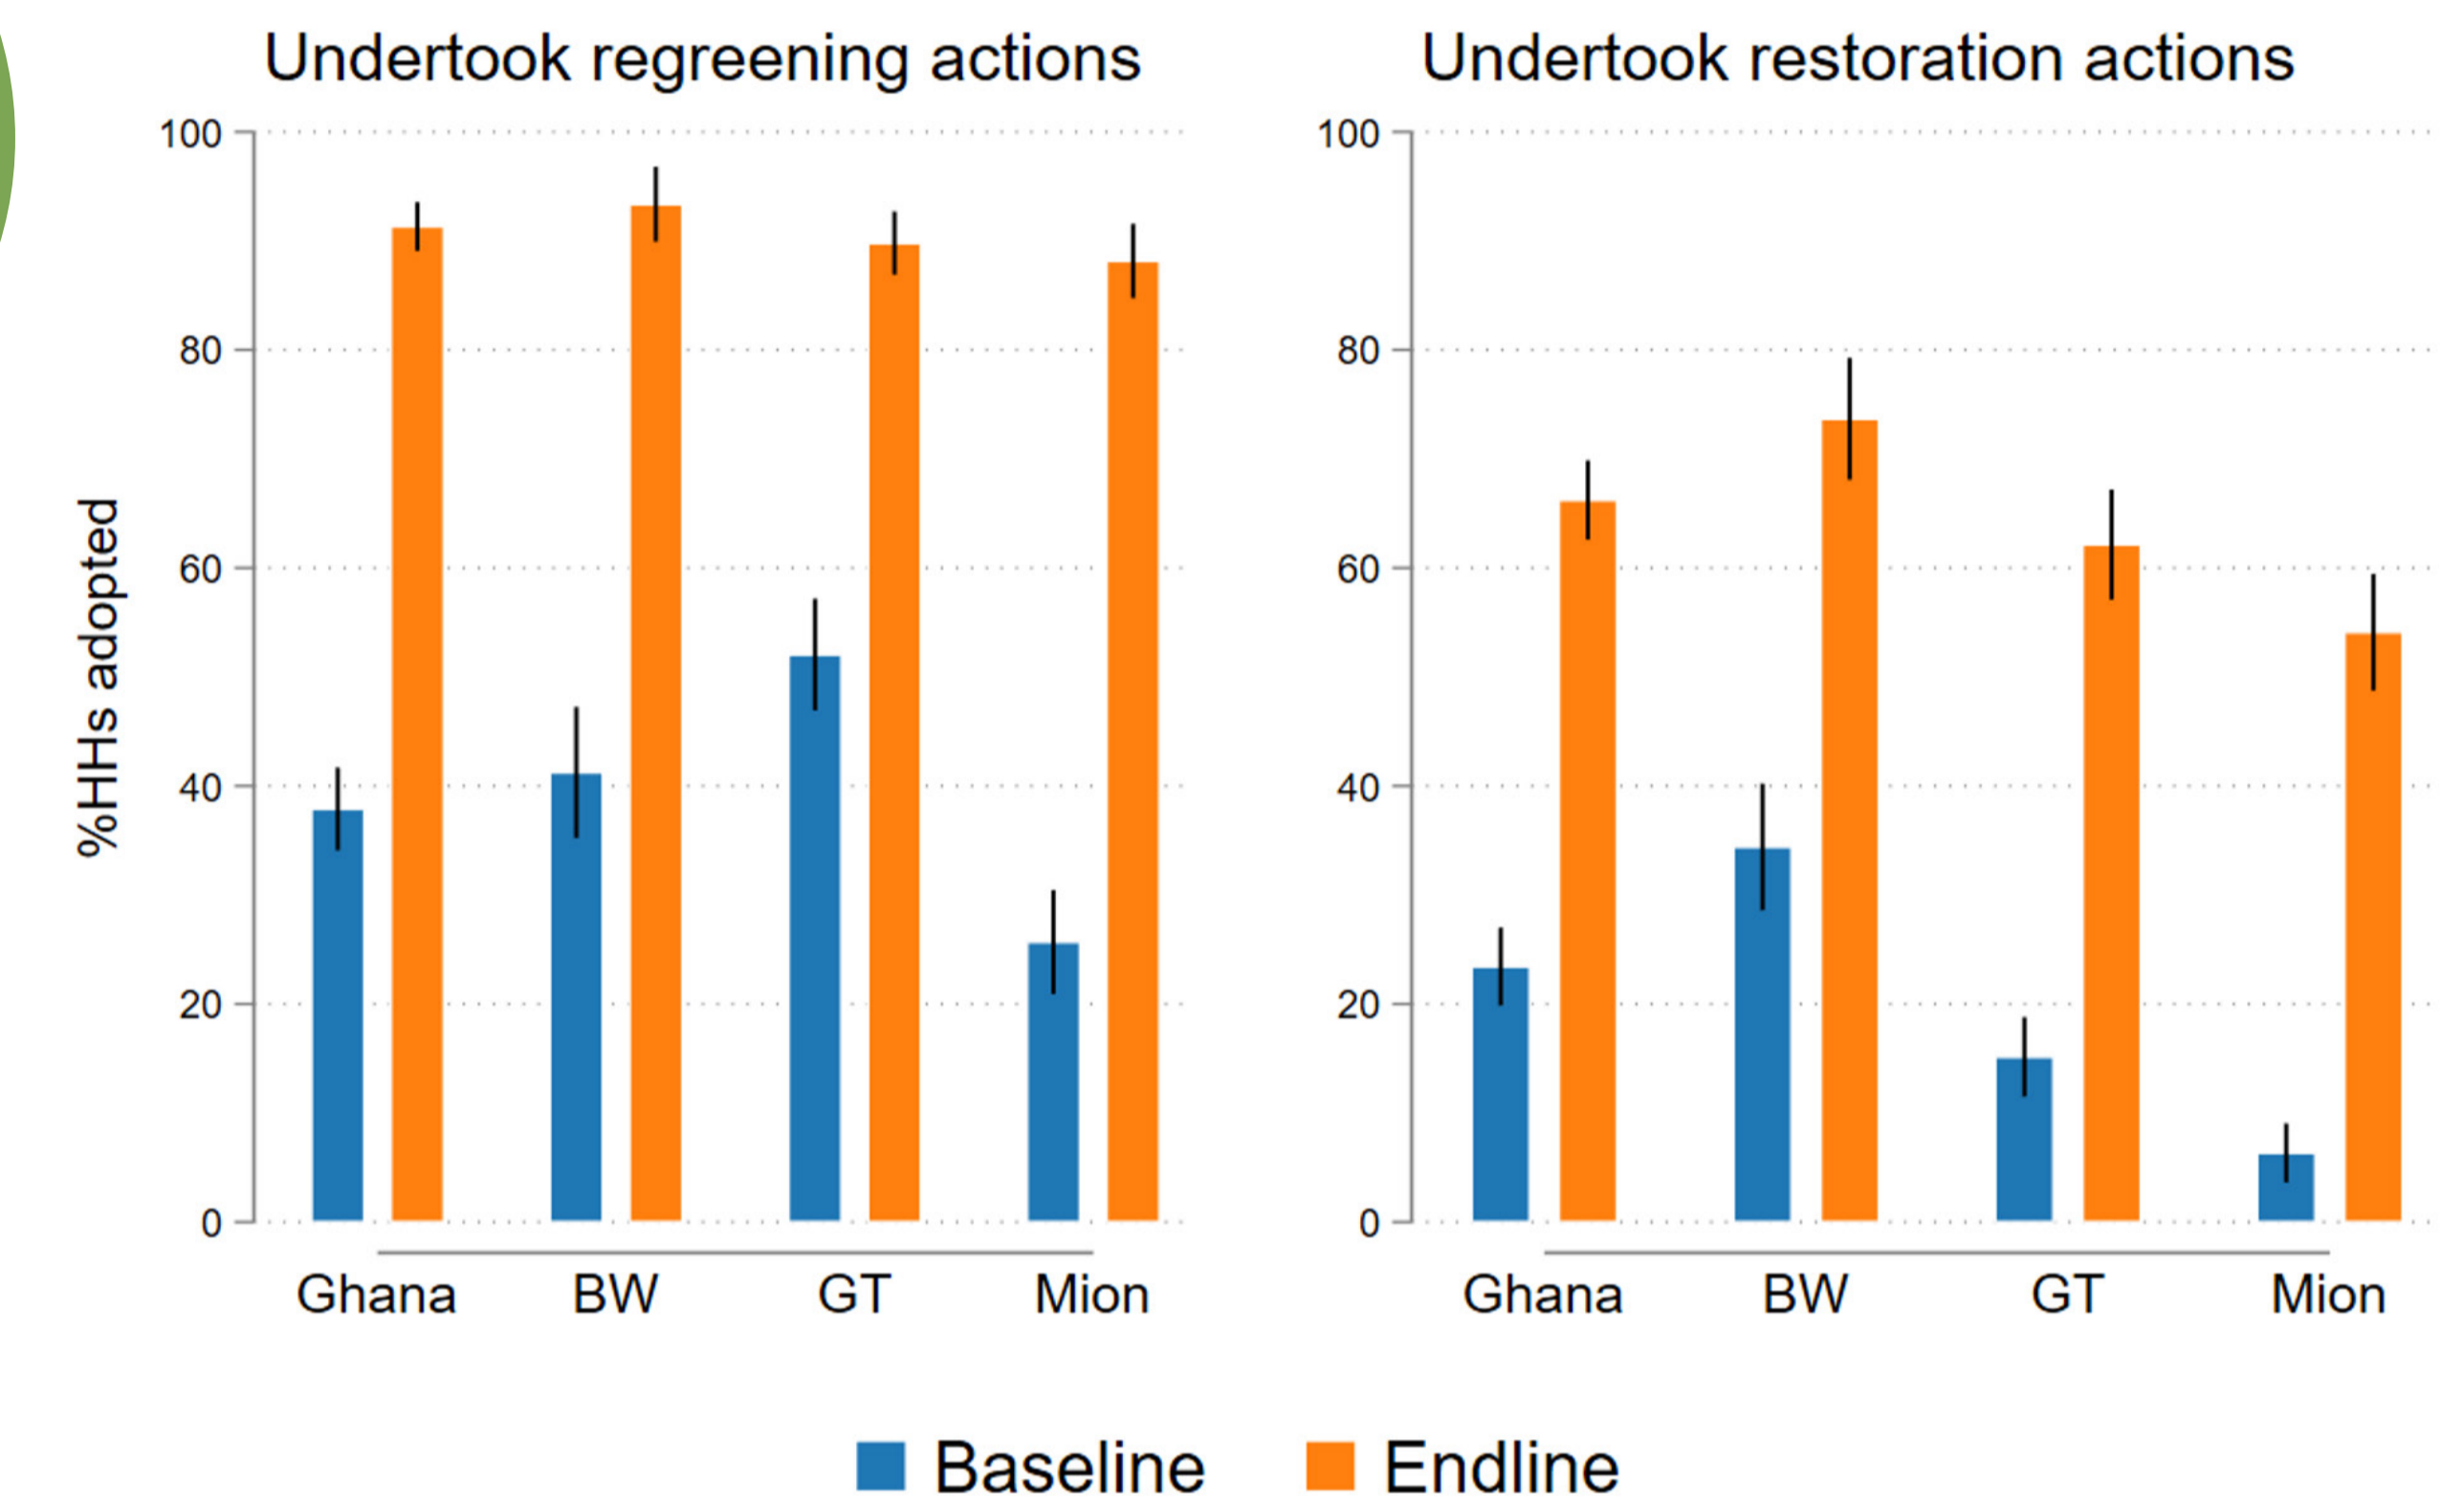 Undertook regreening actions
100
80
60
40
20
0
%HHs adopted
Ghana BW GT Mion
Undertook restoration actions
100
80
60
40
20
0
Ghana BW GT Mion
Baseline Endline